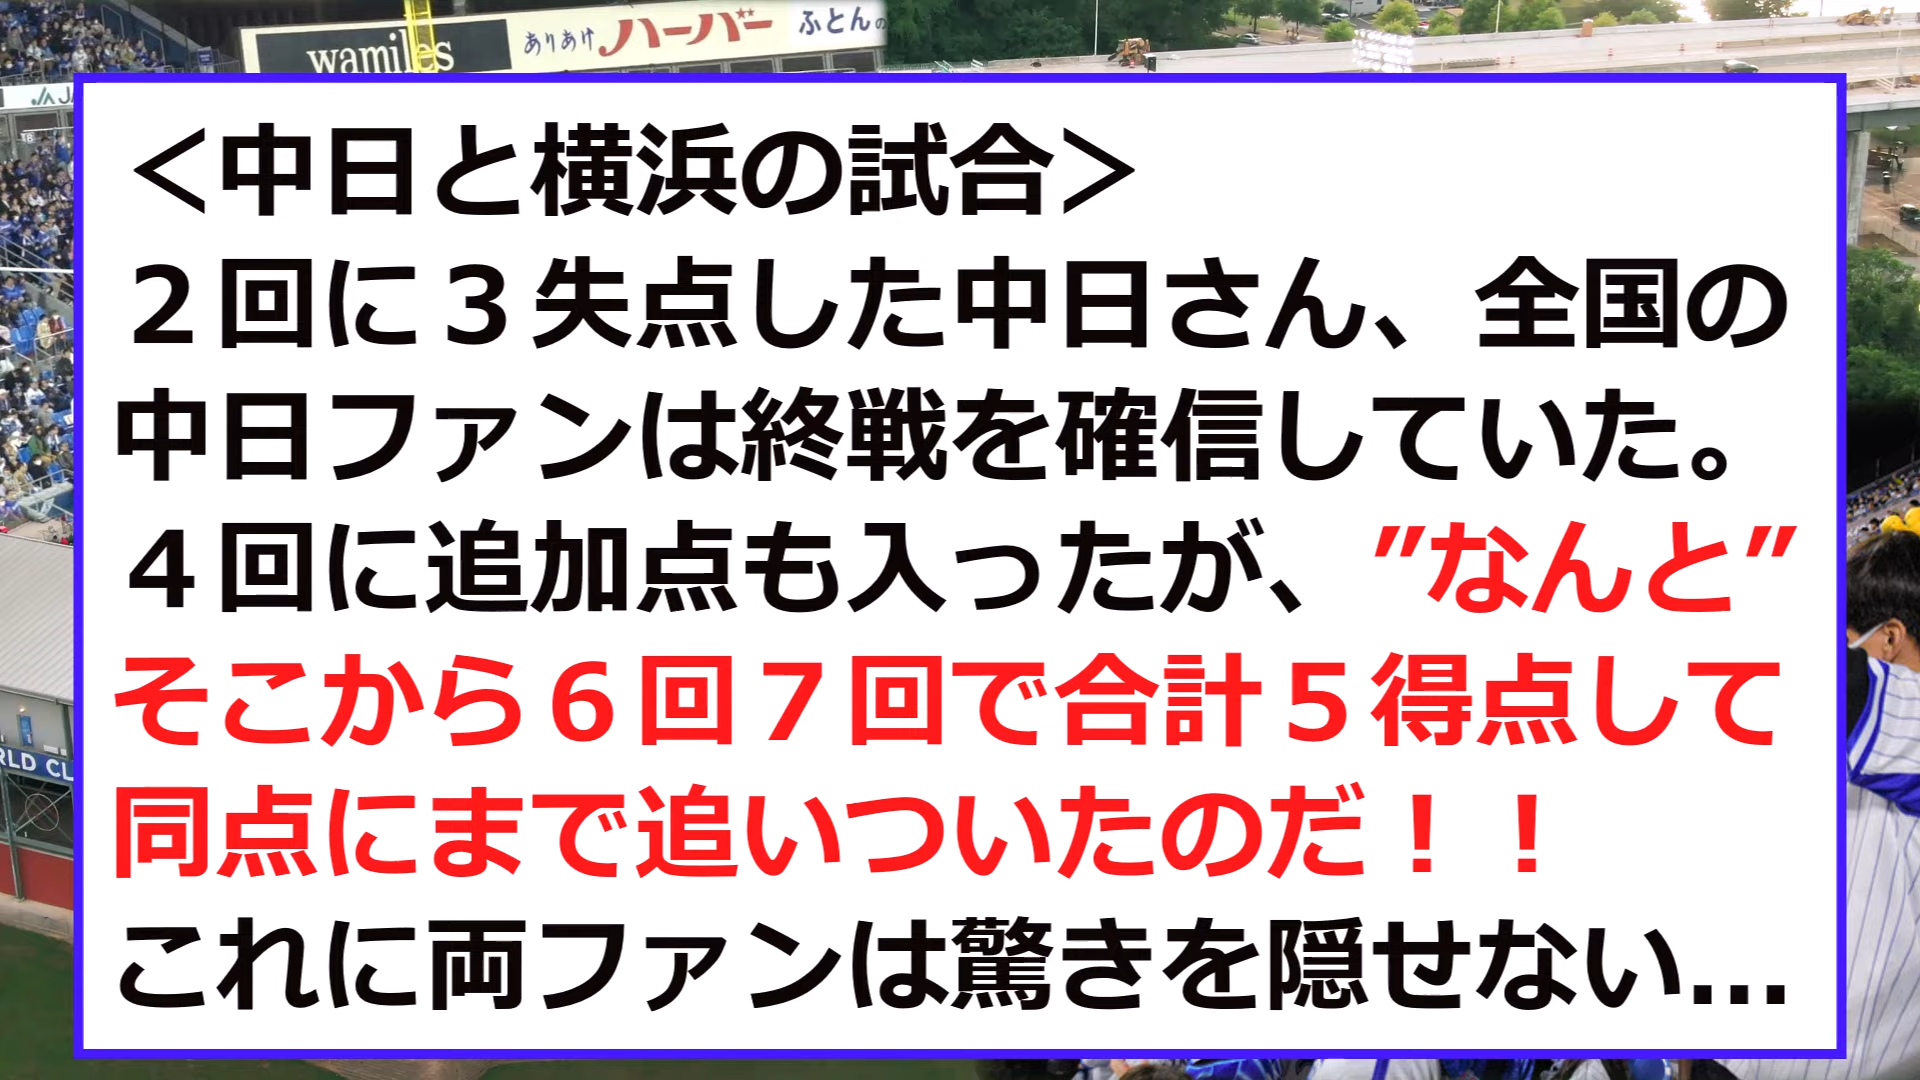 wamiles
ありあけ ハーバー
ふとんの
JA
＜中日と横浜の試合＞
２回に３失点した中日さん、全国の
中日ファンは終戦を確信していた。
４回に追加点も入ったが、”なんと”
そこから６回７回で合計５得点して
同点にまで追いついたのだ！！
これに両ファンは驚きを隠せない...
RLD CL